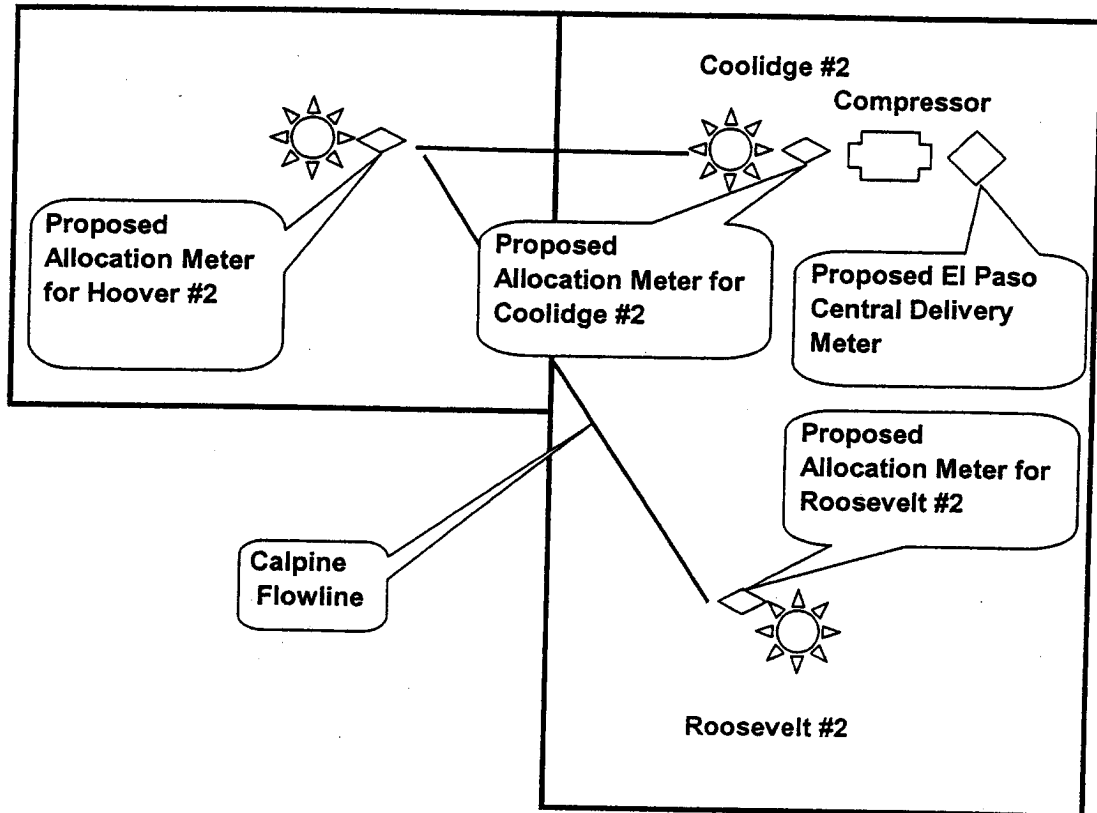 Coolidge #2
Compressor
Proposed
Allocation Meter
for Hoover #2
Proposed
Allocation Meter for
Coolidge #2
Proposed El Paso
Central Delivery
Meter
Proposed
Allocation Meter for
Roosevelt #2
Calpine
Flowline
Roosevelt #2